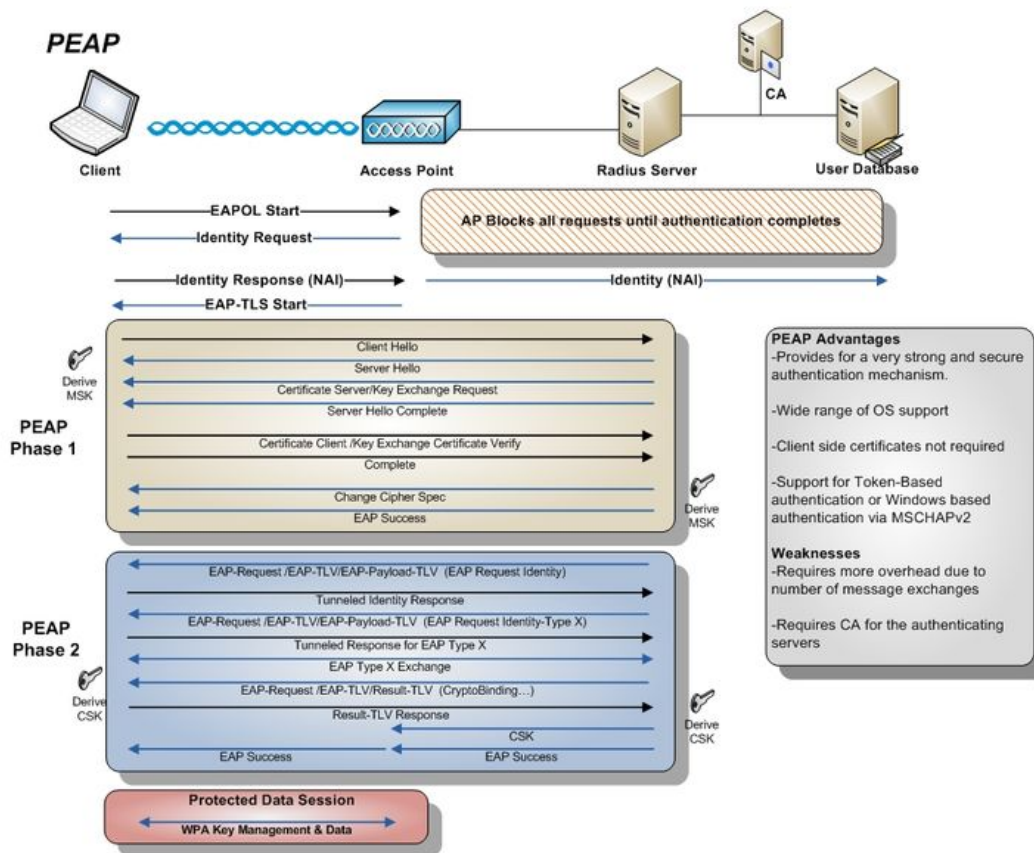 PEAP
CA
Client
Access Point
Radius Server
User Database
EAPOL Start
Identity Request
AP Blocks all requests until authentication completes
Identity Response (NAI)
Identity (NAI)
EAP-TLS Start
PEAP
Phase 1
Derive
MSK
Client Hello
Server Hello
Certificate Server/Key Exchange Request
Server Hello Complete
Certificate Client /Key Exchange Certificate Verify
Complete
Change Cipher Spec
EAP Success
Derive
MSK
PEAP
Phase 2
EAP-Request /EAP-TLV/EAP-Payload-TLV (EAP Request Identity)
Tunneled Identity Response
EAP-Request /EAP-TLV/EAP-Payload-TLV (EAP Request Identity-Type X)
Tunneled Response for EAP Type X
EAP Type X Exchange
EAP-Request /EAP-TLV/Result-TLV (CryptoBinding…)
Result-TLV Response
CSK
EAP Success
EAP Success
Derive
CSK
Derive
CSK
Protected Data Session
WPA Key Management & Data
PEAP Advantages
-Provides for a very strong and secure
authentication mechanism.
-Wide range of OS support
-Client side certificates not required
-Support for Token-Based
authentication or Windows based
authentication via MSCHAPv2
Weaknesses
-Requires more overhead due to
number of message exchanges
-Requires CA for the authenticating
servers